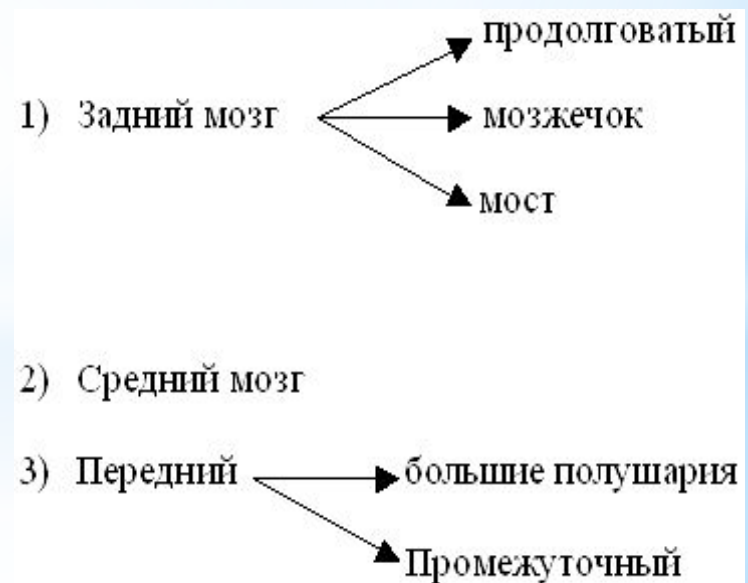 продолговатый
1) Задний мозг
мозжечок
мост
2) Средний мозг
3) Передний
большие полушария
Промежуточный